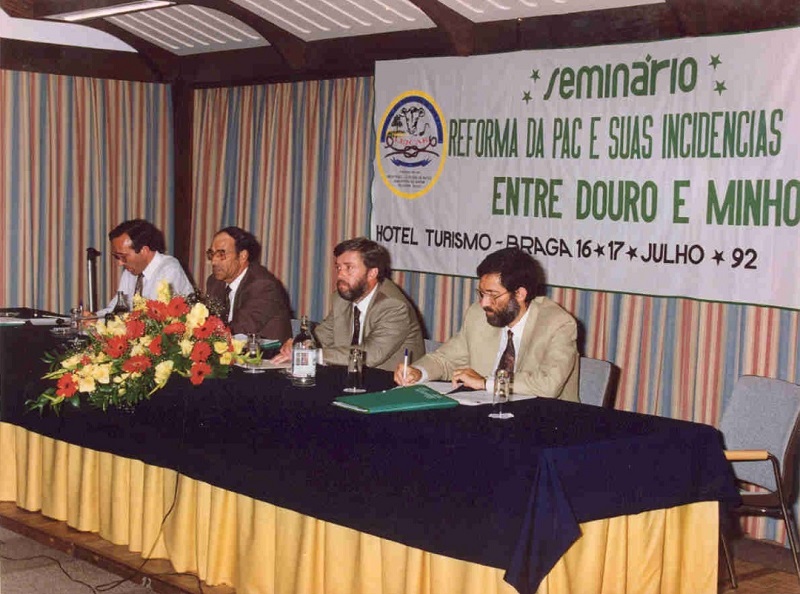 SEMINÁRIO
REFORMA DA PAC E SUAS INCIDENCIAS
ENTRE DOURO E MINHO
HOTEL TURISMO - BRAGA 16 ★ 17 ★ JULHO ★ 92